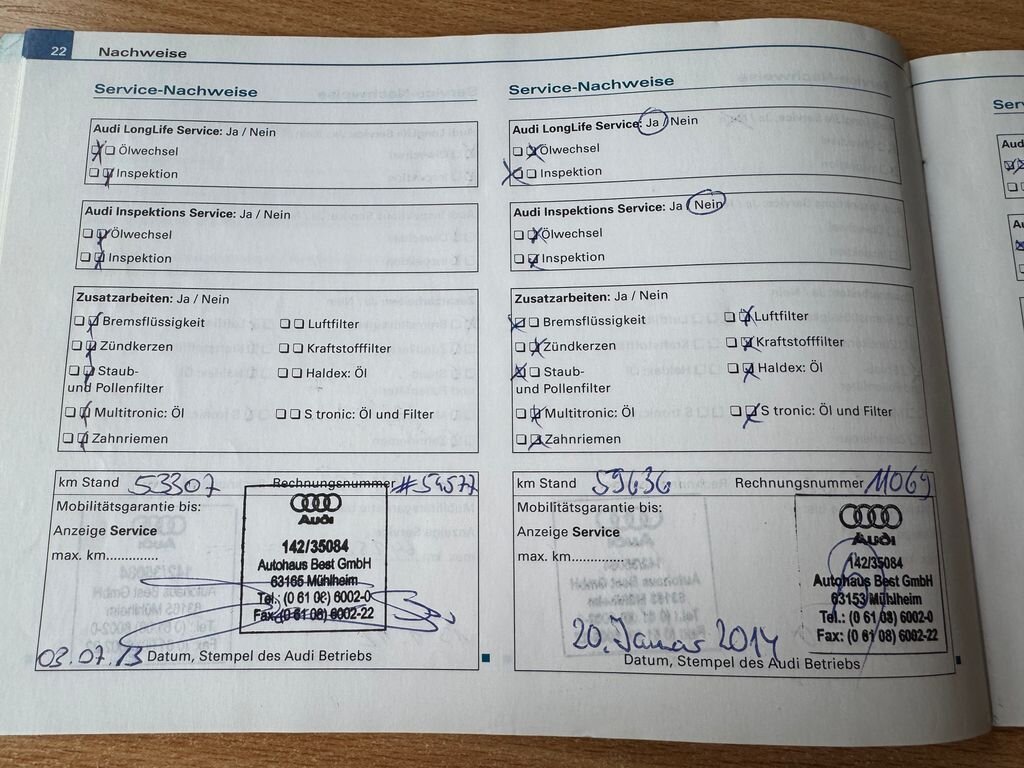 22 Nachweise
Service-Nachweise
Audi LongLife Service: Ja / Nein
Ölwechsel
Inspektion
Audi Inspektions Service: Ja / Nein
Ölwechsel
Inspektion
Zusatzarbeiten: Ja / Nein
Bremsflüssigkeit Luftfilter
Zündkerzen Kraftstofffilter
Staub- Haldex: Öl
und Pollenfilter
Multitronic: Öl S tronic: Öl und Filter
Zahnriemen
km Stand 53307 Rechnungsnummer #54577
Mobilitätsgarantie bis:
Anzeige Service
max. km..............
Audi
142/35084
Autohaus Best GmbH
63165 Mühlheim
Tel.: (0 61 08) 6002-0
Fax: (0 61 08) 6002-22
03.07.13 Datum, Stempel des Audi Betriebs
Service-Nachweise
Audi LongLife Service: Ja / Nein
Ölwechsel
Inspektion
Audi Inspektions Service: Ja / Nein
Ölwechsel
Inspektion
Zusatzarbeiten: Ja / Nein
Bremsflüssigkeit Luftfilter
Zündkerzen Kraftstofffilter
Staub- Haldex: Öl
und Pollenfilter
Multitronic: Öl S tronic: Öl und Filter
Zahnriemen
km Stand 59636 Rechnungsnummer 11069
Mobilitätsgarantie bis:
Anzeige Service
max. km..............
Audi
142/35084
Autohaus Best GmbH
63153 Mühlheim
Tel.: (0 61 08) 6002-0
Fax: (0 61 08) 6002-22
20. Januar 2014
Datum, Stempel des Audi Betriebs